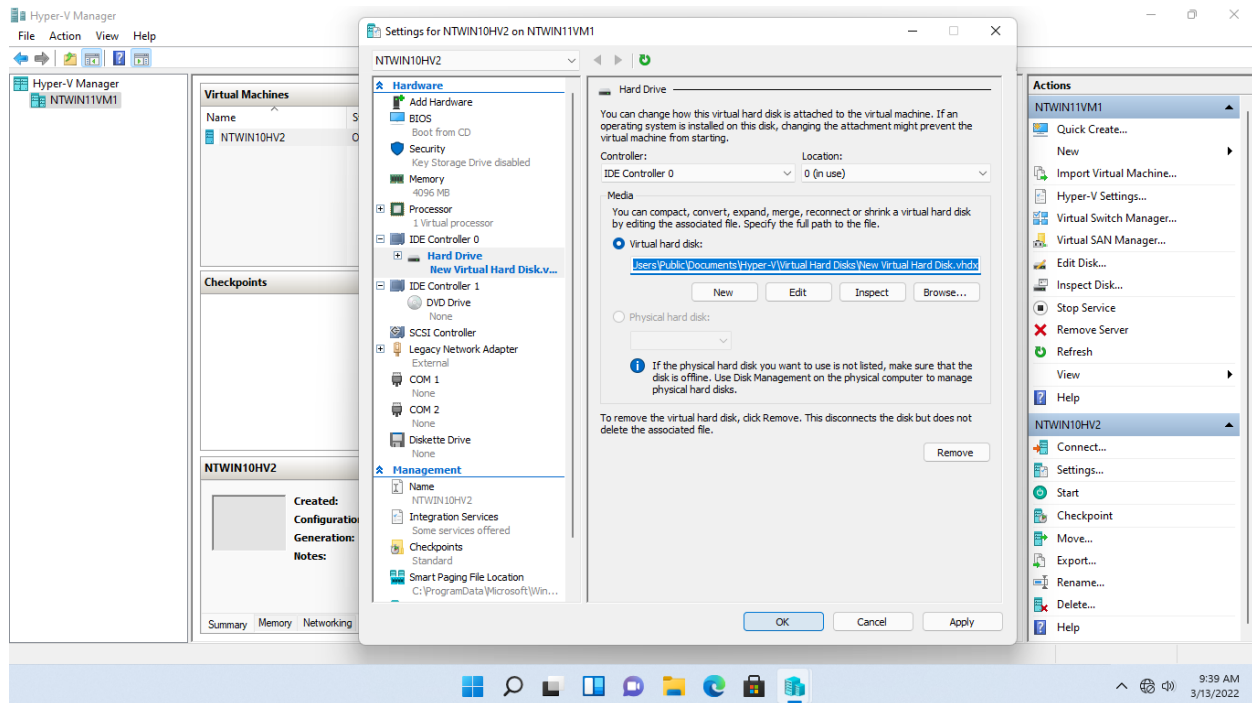 Hyper-V Manager
File Action View Help
Hyper-V Manager
NTWIN11VM1
Virtual Machines
Name
NTWIN10HV2
Checkpoints
NTWIN10HV2
Created:
Configuration
Generation:
Notes:
Summary Memory Networking
Settings for NTWIN10HV2 on NTWIN11VM1
NTWIN10HV2
Hardware
Add Hardware
BIOS
Boot from CD
Security
Key Storage Drive disabled
Memory
4096 MB
Processor
1 Virtual processor
IDE Controller 0
Hard Drive
New Virtual Hard Disk.v...
IDE Controller 1
DVD Drive
None
SCSI Controller
Legacy Network Adapter
External
COM 1
None
COM 2
None
Diskette Drive
None
Management
Name
NTWIN10HV2
Integration Services
Some services offered
Checkpoints
Standard
Smart Paging File Location
C:\ProgramData\Microsoft\Win...
Hard Drive
You can change how this virtual hard disk is attached to the virtual machine. If an
operating system is installed on this disk, changing the attachment might prevent the
virtual machine from starting.
Controller: Location:
IDE Controller 0 0 (in use)
Media
You can compact, convert, expand, merge, reconnect or shrink a virtual hard disk
by editing the associated file. Specify the full path to the file.
Virtual hard disk:
Users\Public\Documents\Hyper-V\Virtual Hard Disks\New Virtual Hard Disk.vhdx
New Edit Inspect Browse...
Physical hard disk:
If the physical hard disk you want to use is not listed, make sure that the
disk is offline. Use Disk Management on the physical computer to manage
physical hard disks.
To remove the virtual hard disk, click Remove. This disconnects the disk but does not
delete the associated file.
Remove
OK Cancel Apply
Actions
NTWIN11VM1
Quick Create...
New
Import Virtual Machine...
Hyper-V Settings...
Virtual Switch Manager...
Virtual SAN Manager...
Edit Disk...
Inspect Disk...
Stop Service
Remove Server
Refresh
View
Help
NTWIN10HV2
Connect...
Settings...
Start
Checkpoint
Move...
Export...
Rename...
Delete...
Help
9:39 AM
3/13/2022